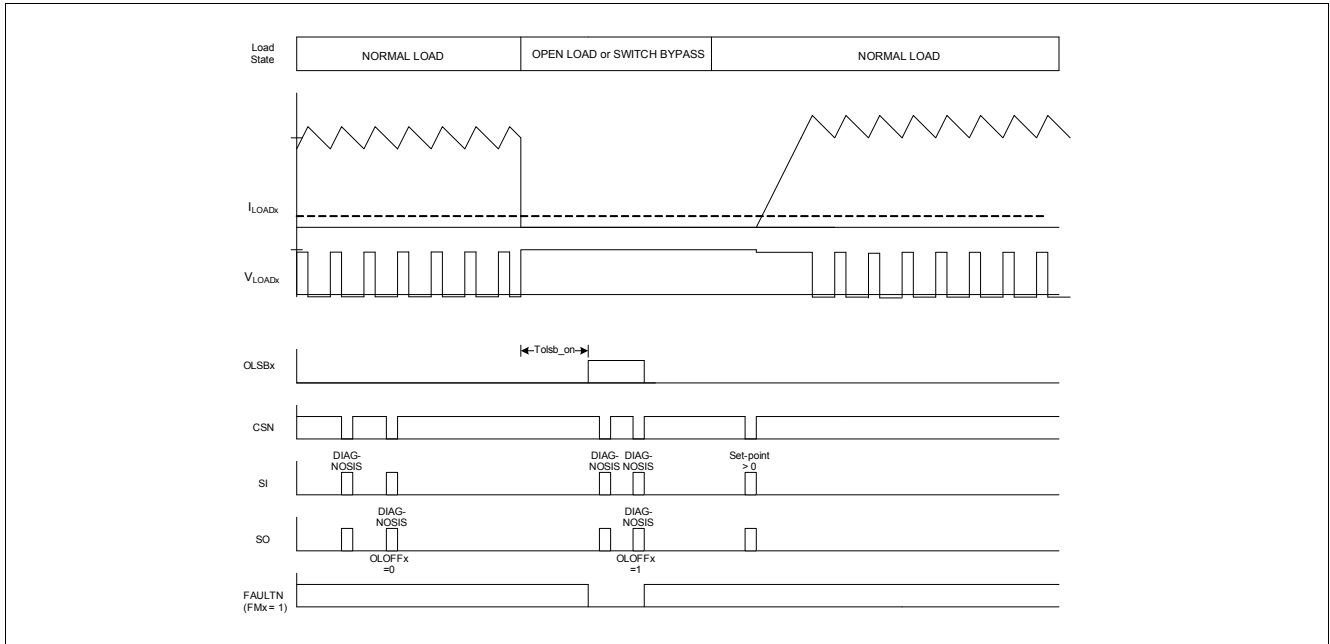 Load
State
NORMAL LOAD
OPEN LOAD or SWITCH BYPASS
NORMAL LOAD
ILOADx
VLOADx
Tolsb_on
OLSBx
CSN
DIAG-
NOSIS
DIAG-
NOSIS
DIAG-
NOSIS
Set-point
> 0
SI
DIAG-
NOSIS
DIAG-
NOSIS
SO
OLOFFx
=0
OLOFFx
=1
FAULTN
(FMx = 1)